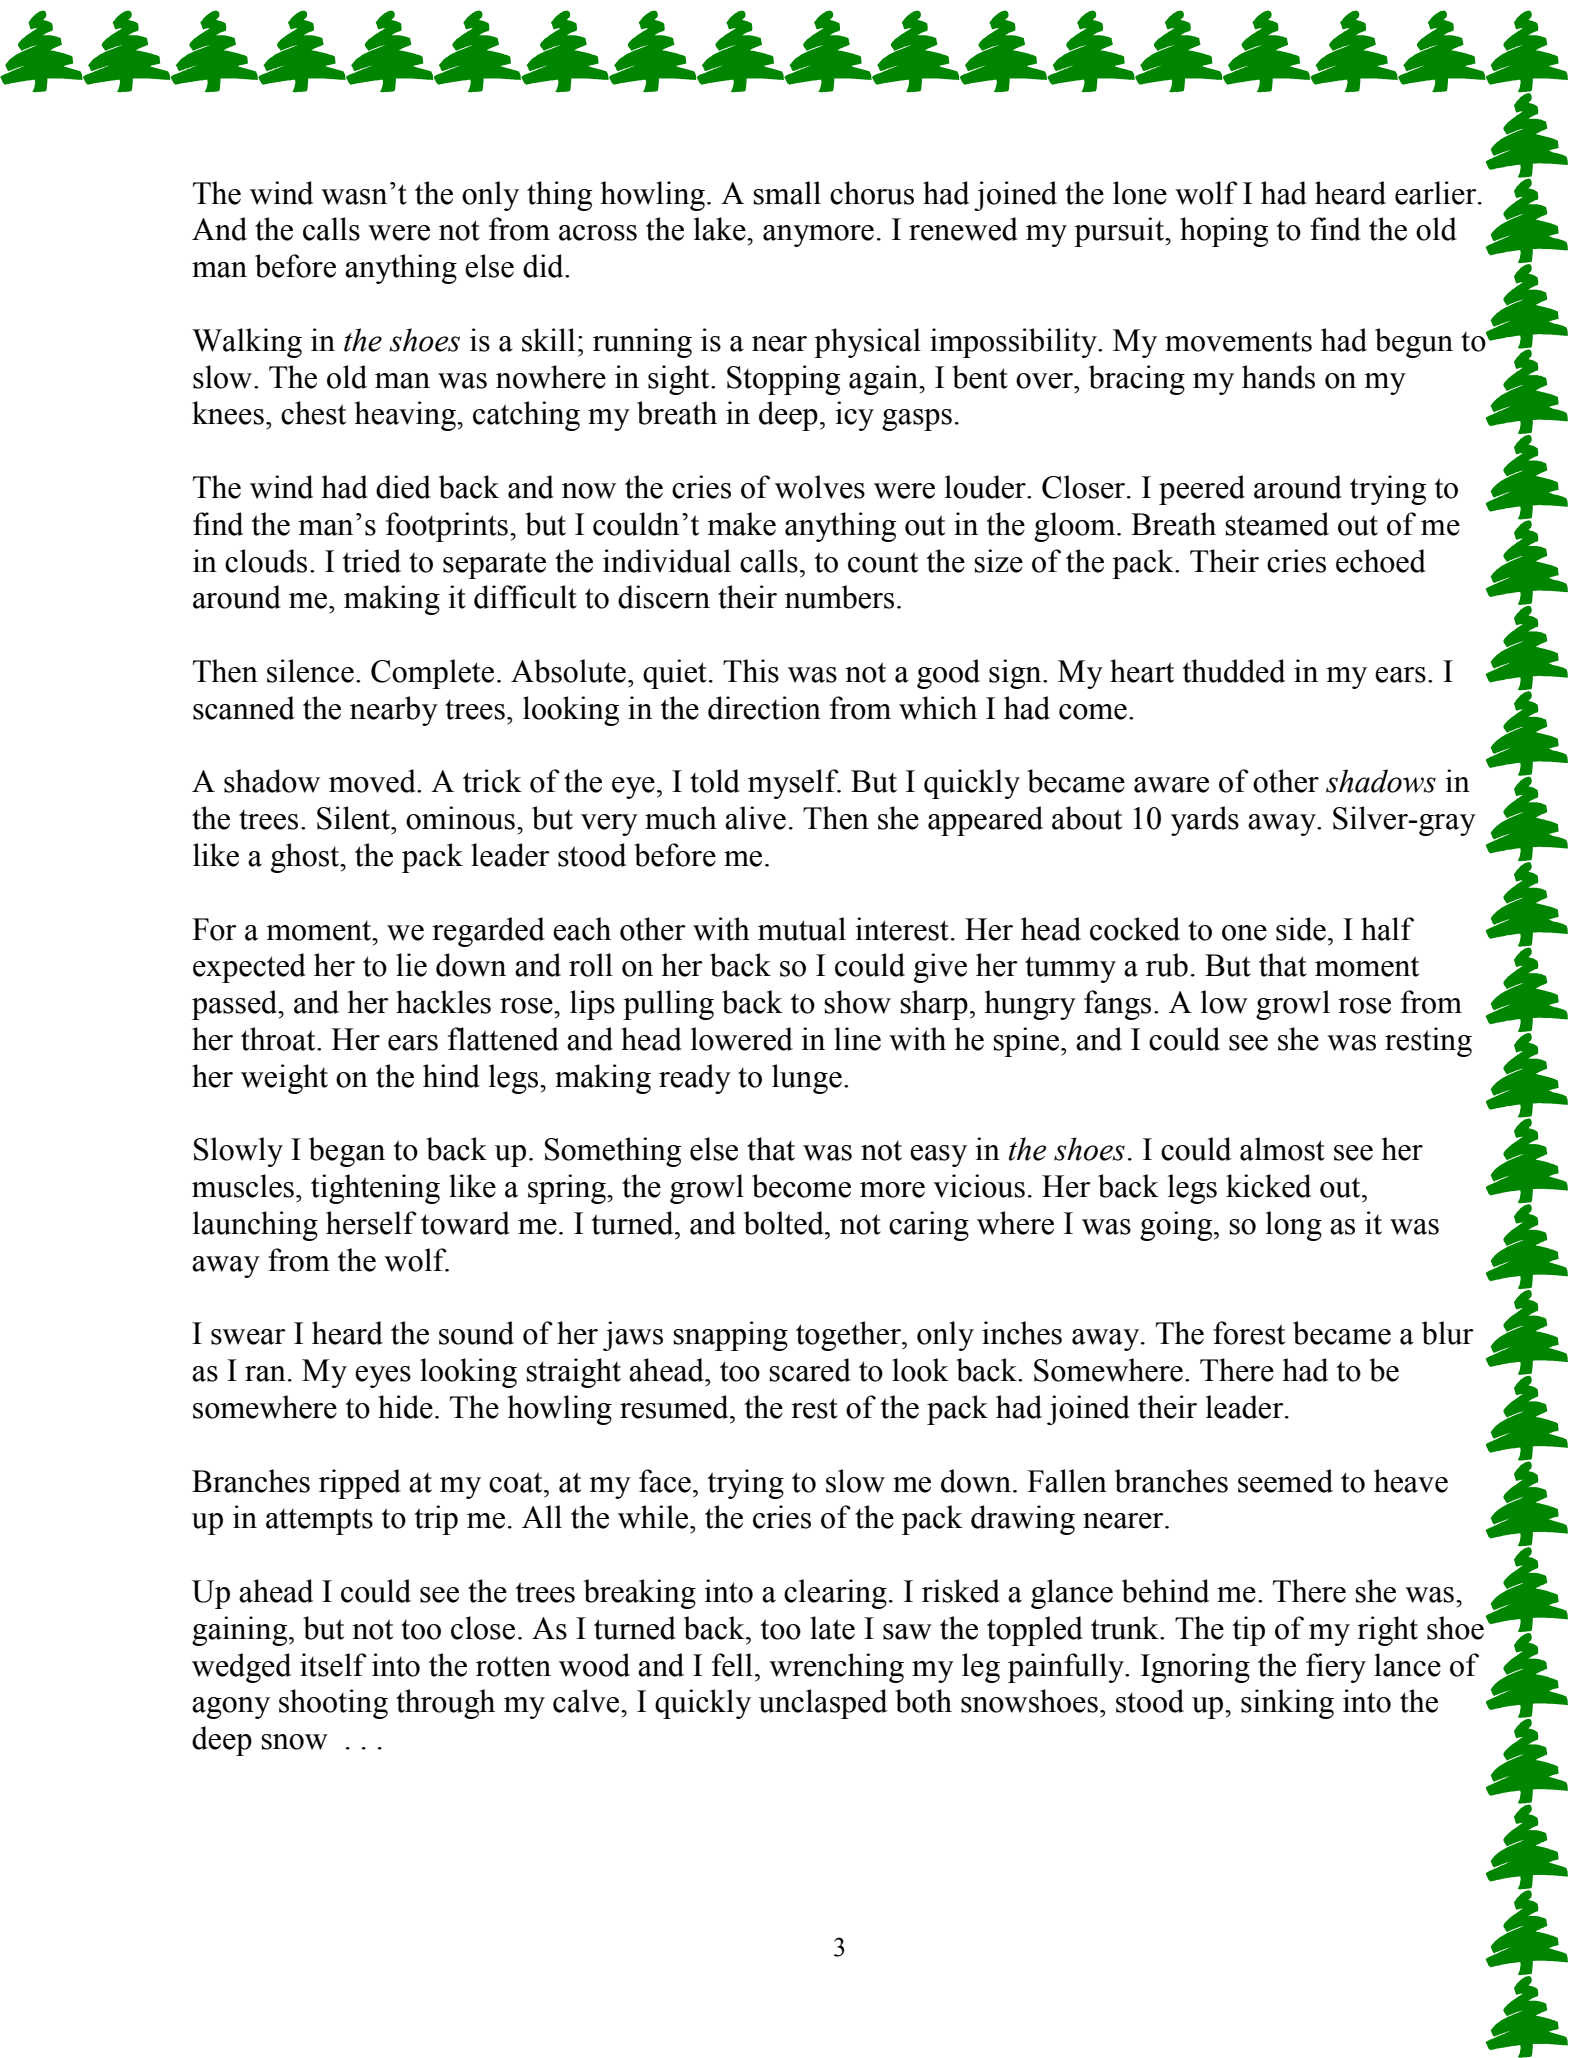 The wind wasn’t the only thing howling. A small chorus had joined the lone wolf I had heard earlier.
And the calls were not from across the lake, anymore. I renewed my pursuit, hoping to find the old
man before anything else did.
Walking in the shoes is a skill; running is a near physical impossibility. My movements had begun to
slow. The old man was nowhere in sight. Stopping again, I bent over, bracing my hands on my
knees, chest heaving, catching my breath in deep, icy gasps.
The wind had died back and now the cries of wolves were louder. Closer. I peered around trying to
find the man’s footprints, but I couldn’t make anything out in the gloom. Breath steamed out of me
in clouds. I tried to separate the individual calls, to count the size of the pack. Their cries echoed
around me, making it difficult to discern their numbers.
Then silence. Complete. Absolute, quiet. This was not a good sign. My heart thudded in my ears. I
scanned the nearby trees, looking in the direction from which I had come.
A shadow moved. A trick of the eye, I told myself. But I quickly became aware of other shadows in
the trees. Silent, ominous, but very much alive. Then she appeared about 10 yards away. Silver-gray
like a ghost, the pack leader stood before me.
For a moment, we regarded each other with mutual interest. Her head cocked to one side, I half
expected her to lie down and roll on her back so I could give her tummy a rub. But that moment
passed, and her hackles rose, lips pulling back to show sharp, hungry fangs. A low growl rose from
her throat. Her ears flattened and head lowered in line with he spine, and I could see she was resting
her weight on the hind legs, making ready to lunge.
Slowly I began to back up. Something else that was not easy in the shoes. I could almost see her
muscles, tightening like a spring, the growl become more vicious. Her back legs kicked out,
launching herself toward me. I turned, and bolted, not caring where I was going, so long as it was
away from the wolf.
I swear I heard the sound of her jaws snapping together, only inches away. The forest became a blur
as I ran. My eyes looking straight ahead, too scared to look back. Somewhere. There had to be
somewhere to hide. The howling resumed, the rest of the pack had joined their leader.
Branches ripped at my coat, at my face, trying to slow me down. Fallen branches seemed to heave
up in attempts to trip me. All the while, the cries of the pack drawing nearer.
Up ahead I could see the trees breaking into a clearing. I risked a glance behind me. There she was,
gaining, but not too close. As I turned back, too late I saw the toppled trunk. The tip of my right shoe
wedged itself into the rotten wood and I fell, wrenching my leg painfully. Ignoring the fiery lance of
agony shooting through my calve, I quickly unclasped both snowshoes, stood up, sinking into the
deep snow  . . .
3